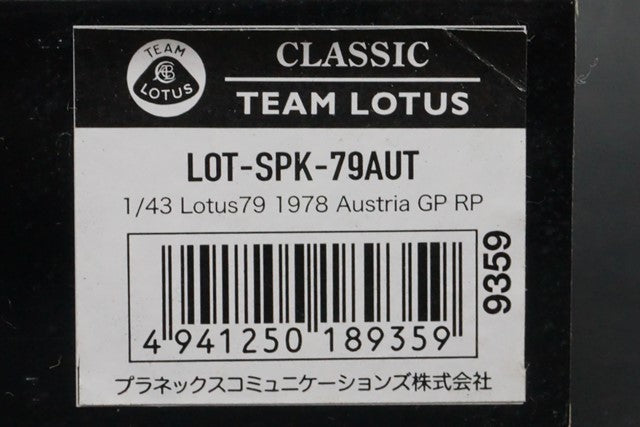 TEAM
LOTUS
CLASSIC
TEAM LOTUS
LOT-SPK-79AUT
1/43 Lotus79 1978 Austria GP RP
9359
4 941250 189359
プラネックスコミュニケーションズ株式会社